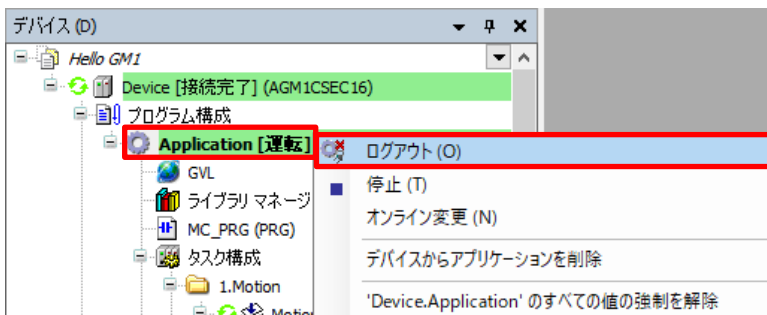 デバイス (D)
Hello GM1
Device [接続完了] (AGM1CSEC16)
プログラム構成
Application [運転]
GVL
ライブラリ マネージ
MC_PRG (PRG)
タスク構成
1.Motion
ログアウト (O)
停止 (T)
オンライン変更 (N)
デバイスからアプリケーションを削除
'Device.Application' のすべての値の強制を解除